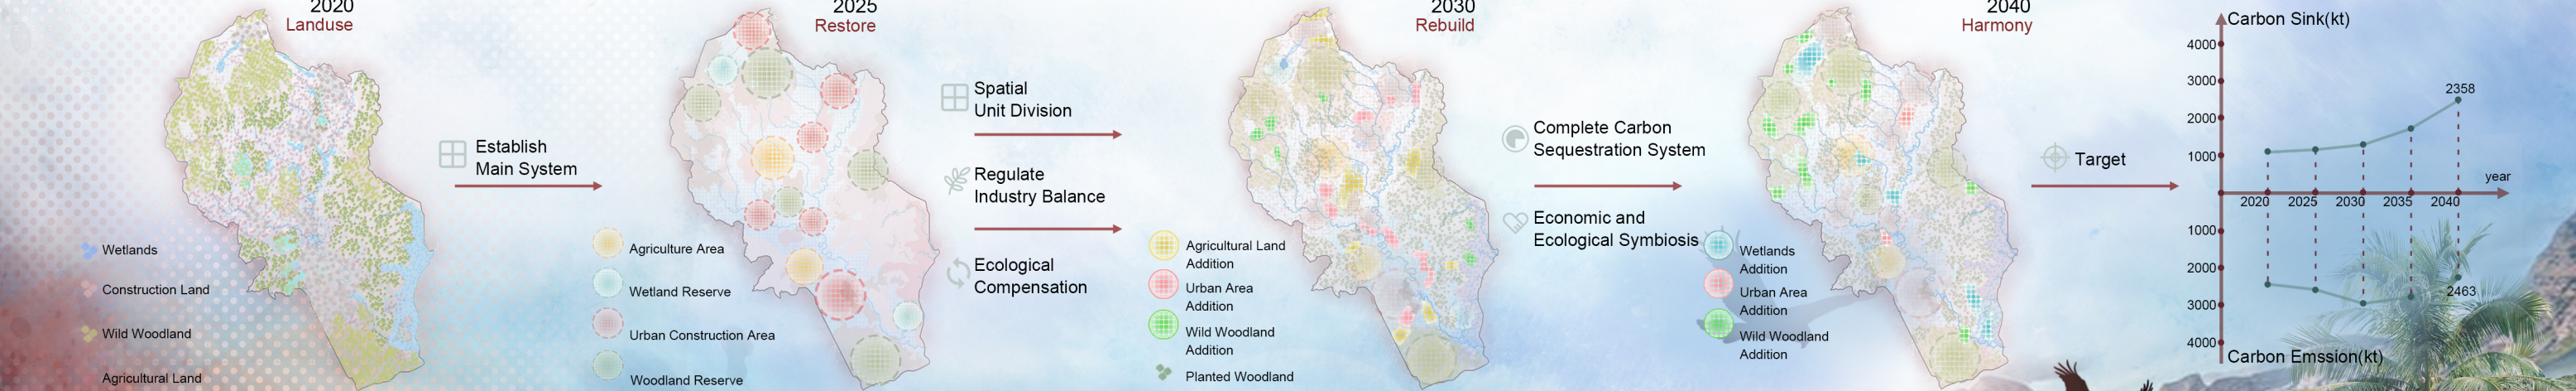 2020
Landuse
Wetlands
Construction Land
Wild Woodland
Agricultural Land
Establish
Main System
2025
Restore
Agriculture Area
Wetland Reserve
Urban Construction Area
Woodland Reserve
Spatial
Unit Division
Regulate
Industry Balance
Ecological
Compensation
2030
Rebuild
Agricultural Land
Addition
Urban Area
Addition
Wild Woodland
Addition
Planted Woodland
Complete Carbon
Sequestration System
Economic and
Ecological Symbiosis
2040
Harmony
Wetlands
Addition
Urban Area
Addition
Wild Woodland
Addition
Target
Carbon Sink(kt)
4000
3000
2000
1000
2358
year
2020 2025 2030 2035 2040
1000
2000
3000
4000
2463
Carbon Emssion(kt)